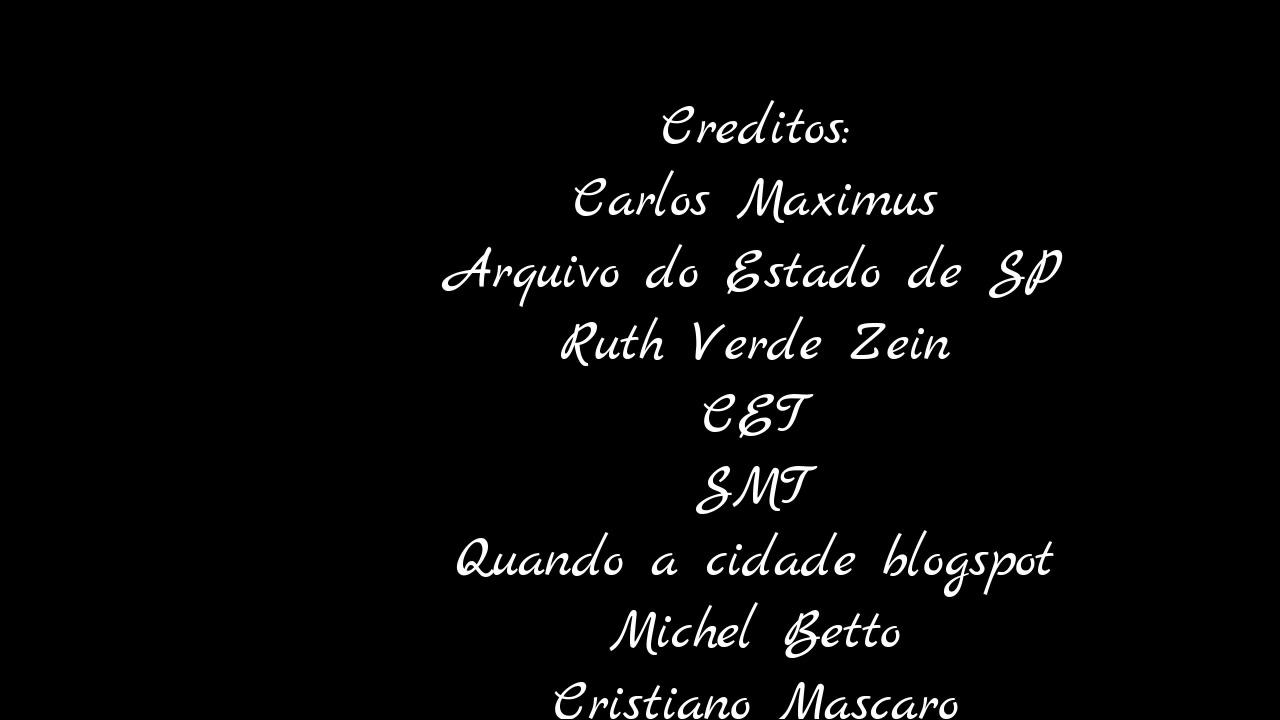 Creditos:
Carlos Maximus
Arquivo do Estado de SP
Ruth Verde Zein
CET
SMT
Quando a cidade blogspot
Michel Betto
Cristiano Mascaro